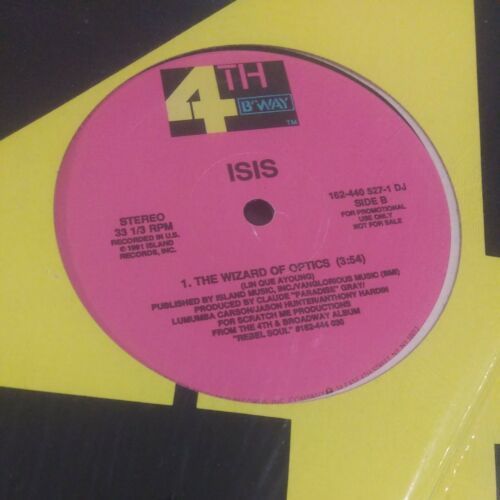 4TH
B'WAY
TM
ISIS
STEREO
33 1/3 RPM
RECORDED IN U.S.
© 1991 ISLAND
RECORDS, INC.
162-440 527-1 DJ
SIDE B
FOR PROMOTIONAL
USE ONLY
NOT FOR SALE
1. THE WIZARD OF OPTICS (3:54)
(LIN QUE AYOUNG)
PUBLISHED BY ISLAND MUSIC, INC./VANGLORIOUS MUSIC (BMI)
PRODUCED BY CLAUDE "PARADISE" GRAY/
LUMUMBA CARSON/JASON HUNTER/ANTHONY HARDIN
FOR SCRATCH ME PRODUCTIONS
FROM THE 4TH & BROADWAY ALBUM
"REBEL SOUL" #162-444 030